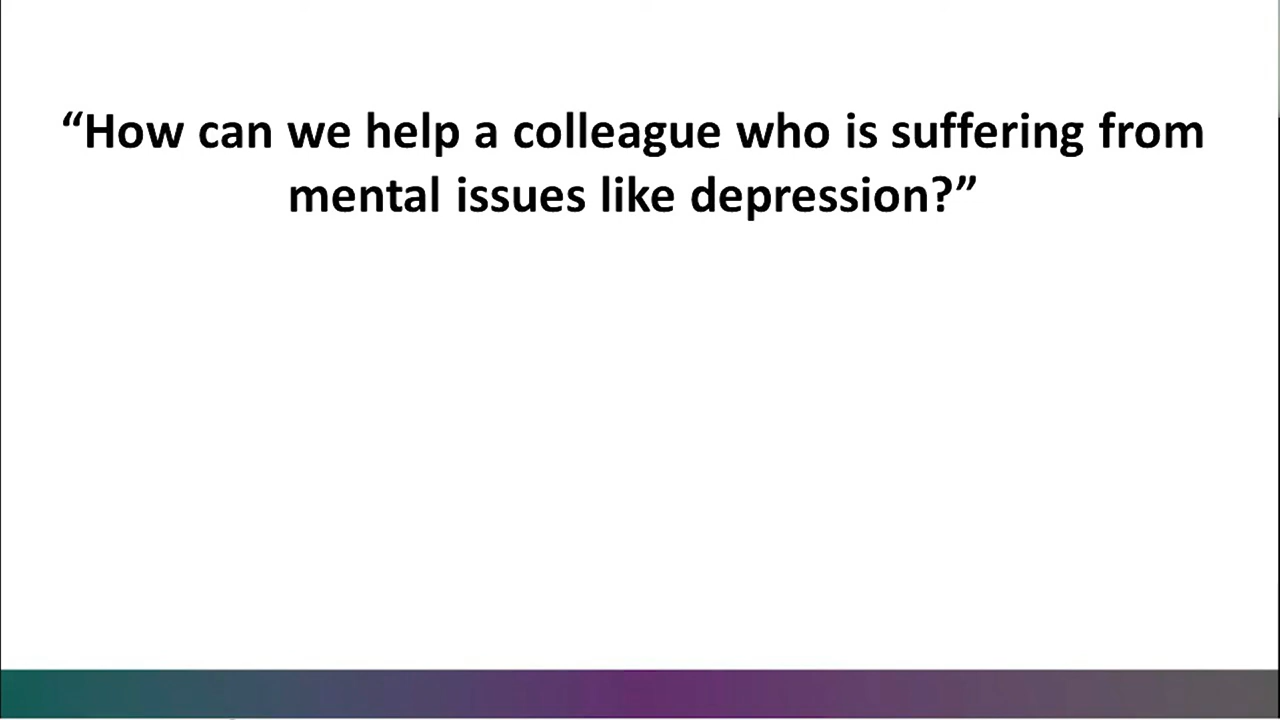 “How can we help a colleague who is suffering from
mental issues like depression?”